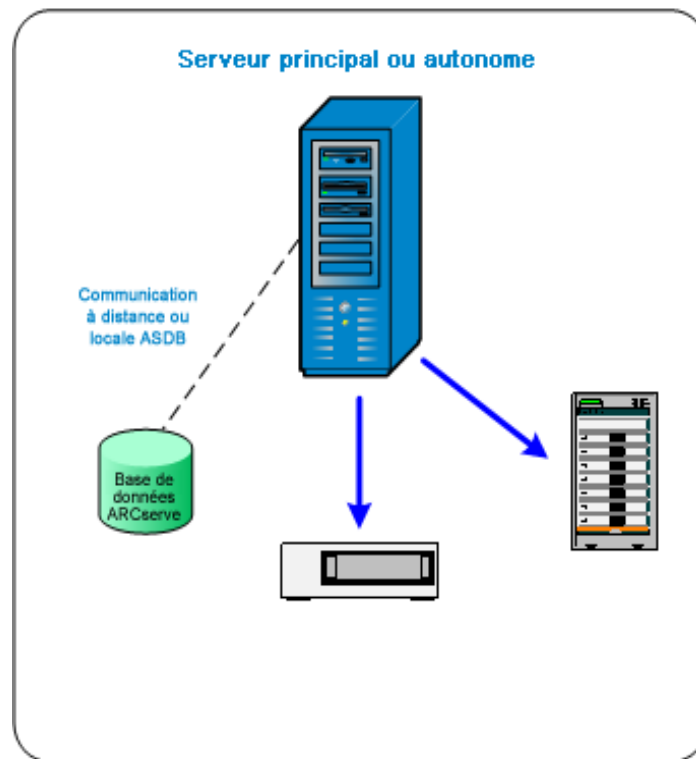 Serveur principal ou autonome
Communication
à distance ou
locale ASDB
Base de
données
ARCserve